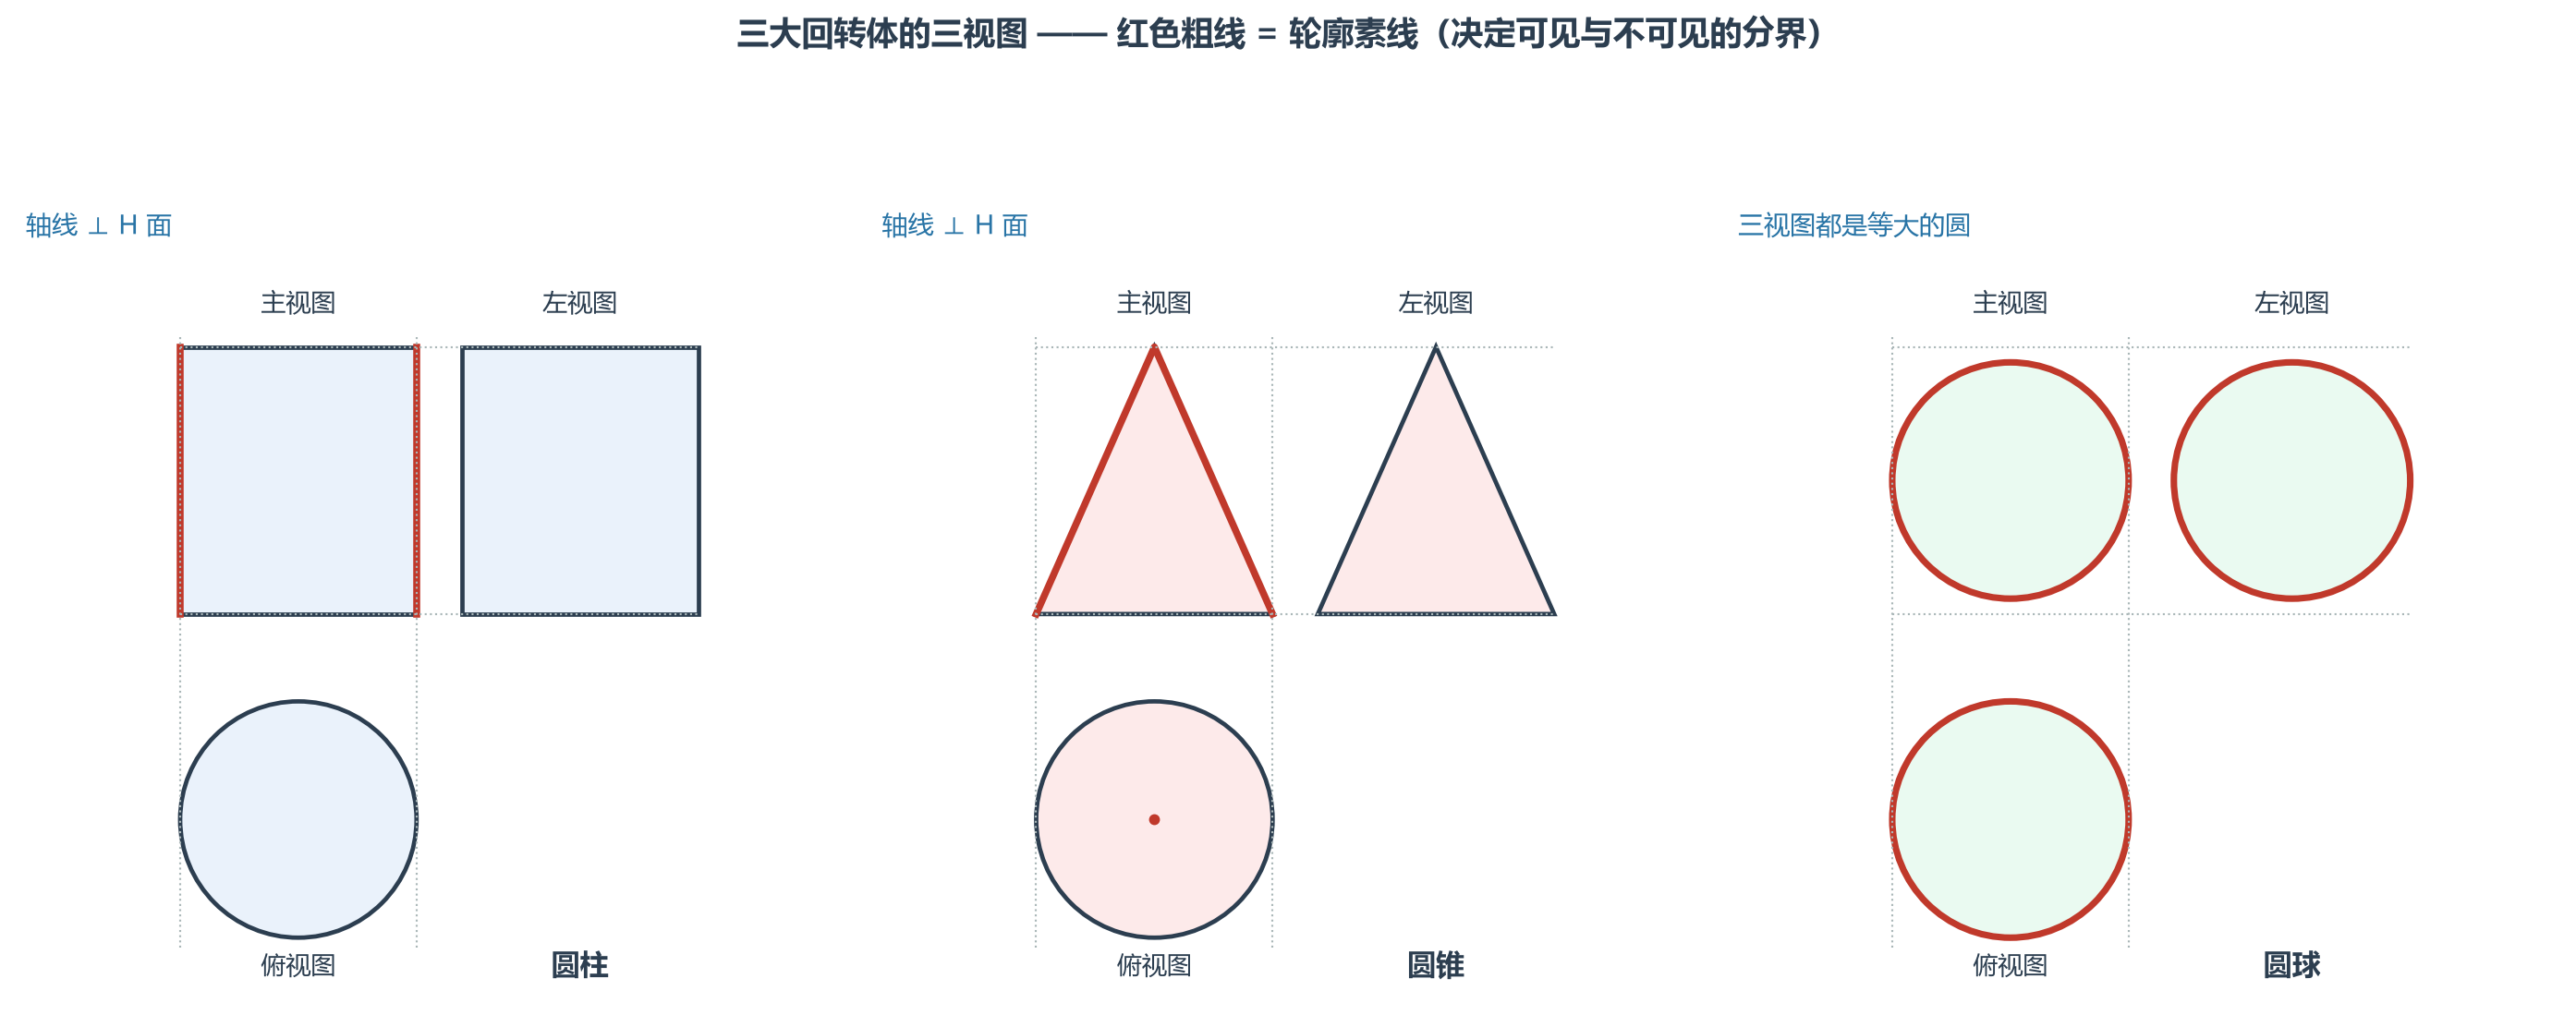 三大回转体的三视图 —— 红色粗线 = 轮廓素线（决定可见与不可见的分界）
轴线 ⊥ H 面
主视图
左视图
俯视图
圆柱
轴线 ⊥ H 面
主视图
左视图
俯视图
圆锥
三视图都是等大的圆
主视图
左视图
俯视图
圆球